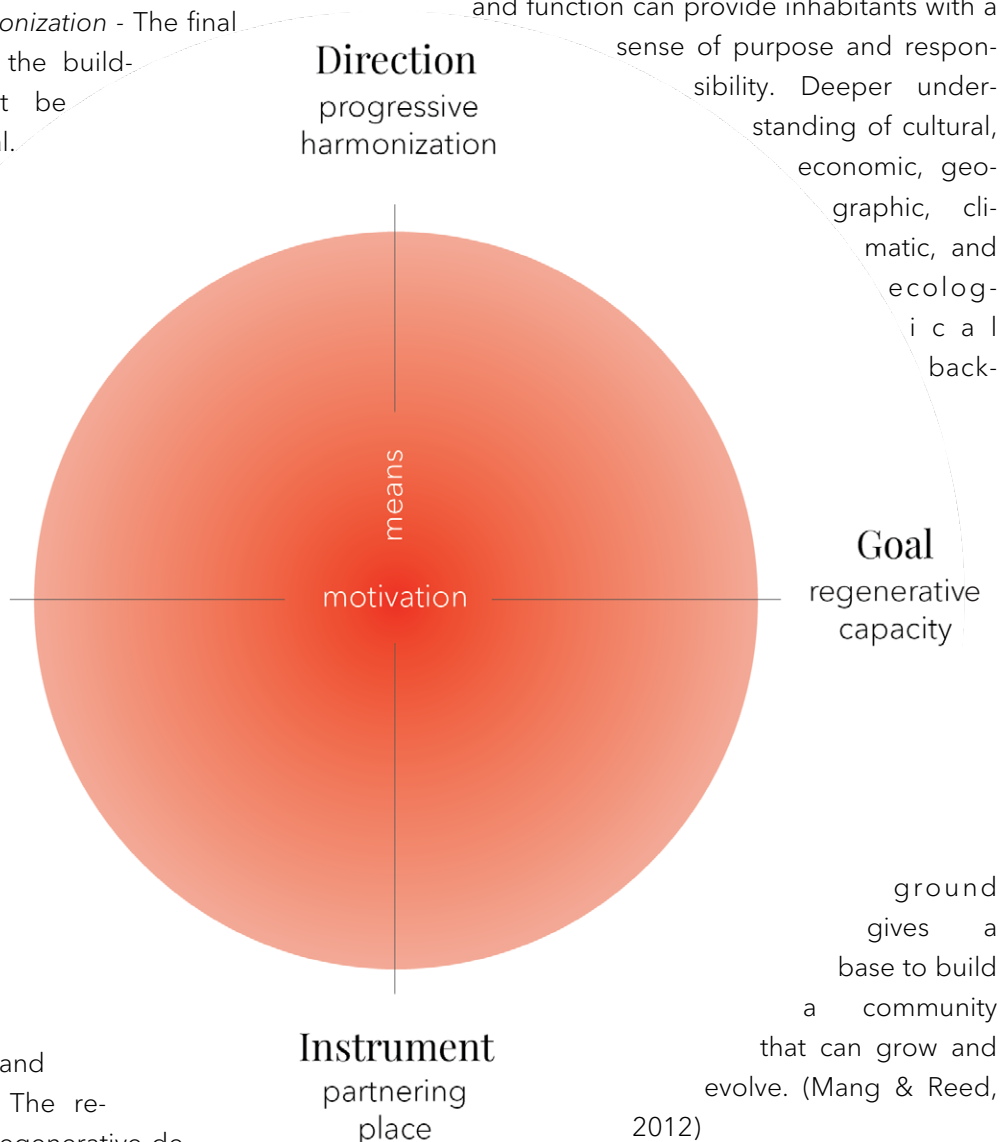 onization - The final
the build-
t be
l.
and function can provide inhabitants with a
sense of purpose and respon-
sibility. Deeper under-
standing of cultural,
economic, geo-
graphic, cli-
matic, and
ecolog-
ical
back-
Direction
progressive
harmonization
means
motivation
Goal
regenerative
capacity
Instrument
partnering
place
ground
gives a
base to build
a community
that can grow and
evolve. (Mang & Reed,
2012)
and
The re-
egenerative de